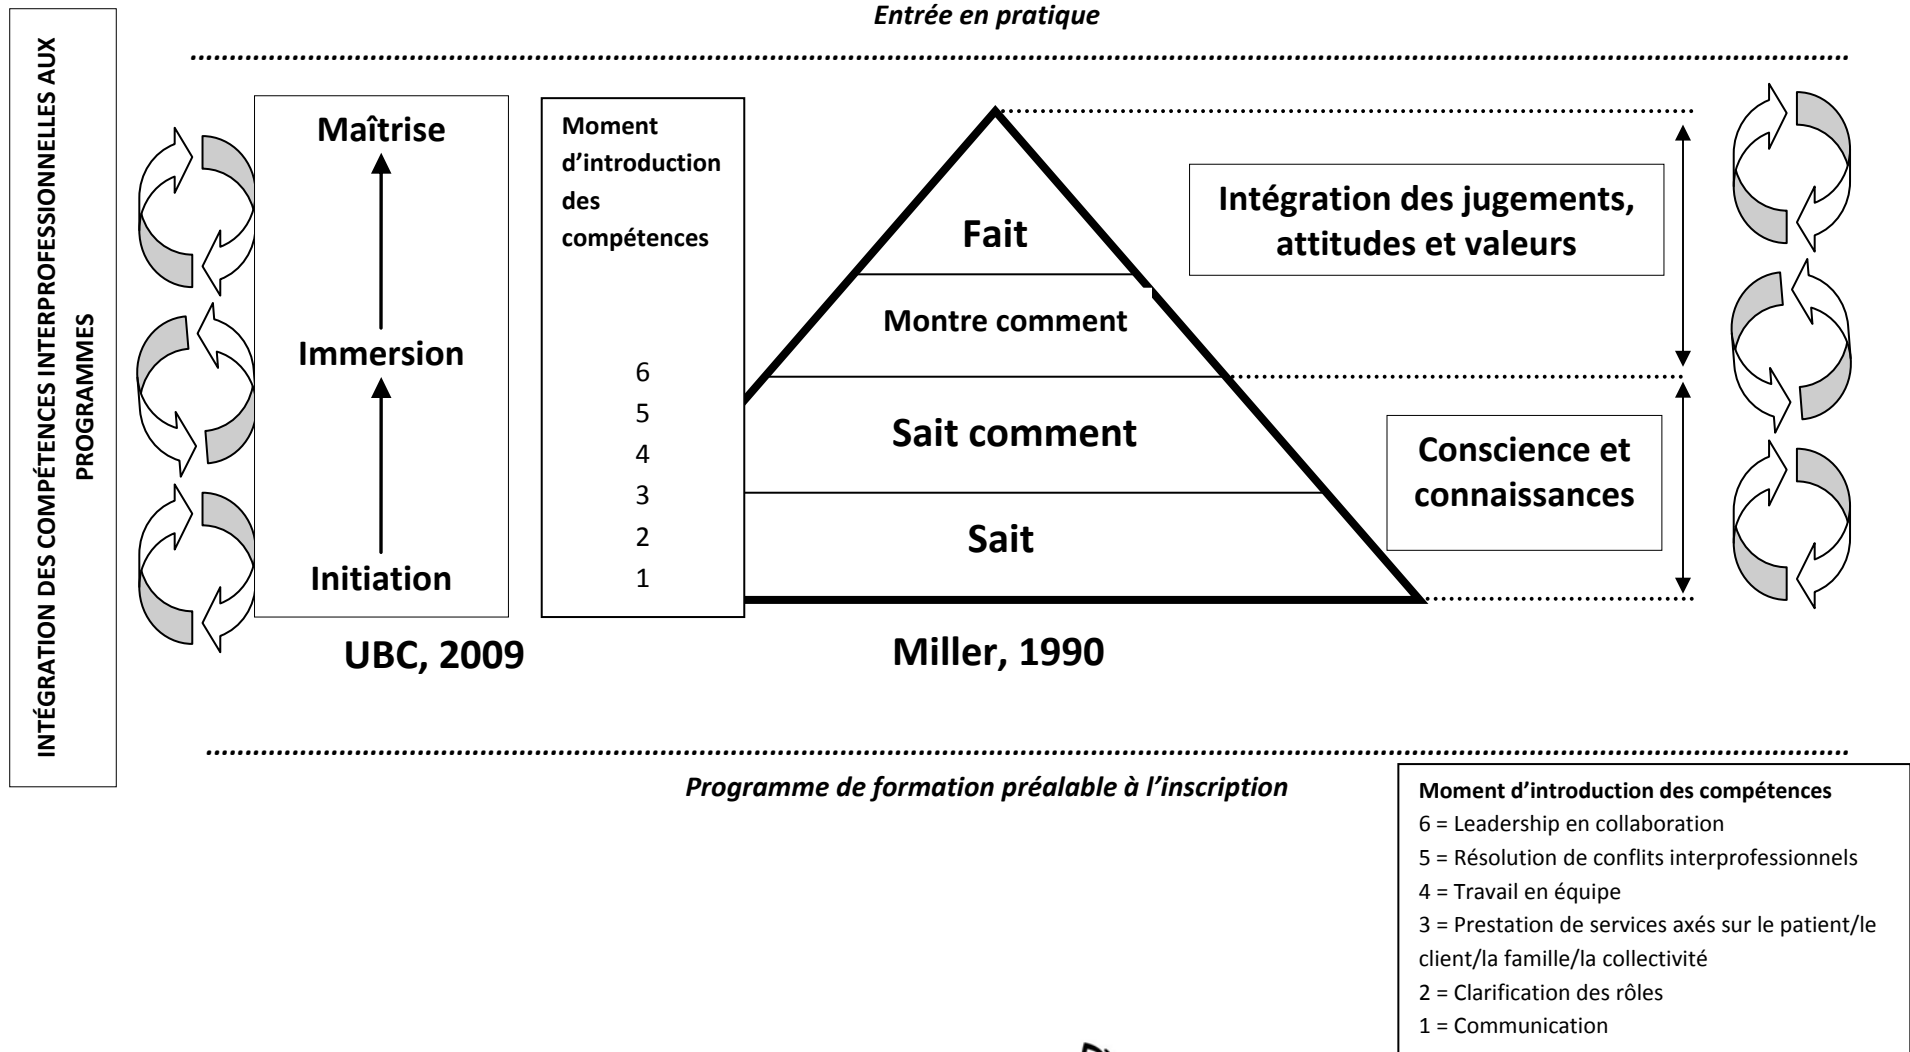 Entrée en pratique
INTÉGRATION DES COMPÉTENCES INTERPROFESSIONNELLES AUX
PROGRAMMES
Maîtrise
Immersion
Initiation
UBC, 2009
Moment
d’introduction
des
compétences
6
5
4
3
2
1
Fait
Montre comment
Sait comment
Sait
Miller, 1990
Intégration des jugements,
attitudes et valeurs
Conscience et
connaissances
Programme de formation préalable à l’inscription
Moment d’introduction des compétences
6 = Leadership en collaboration
5 = Résolution de conflits interprofessionnels
4 = Travail en équipe
3 = Prestation de services axés sur le patient/le
client/la famille/la collectivité
2 = Clarification des rôles
1 = Communication